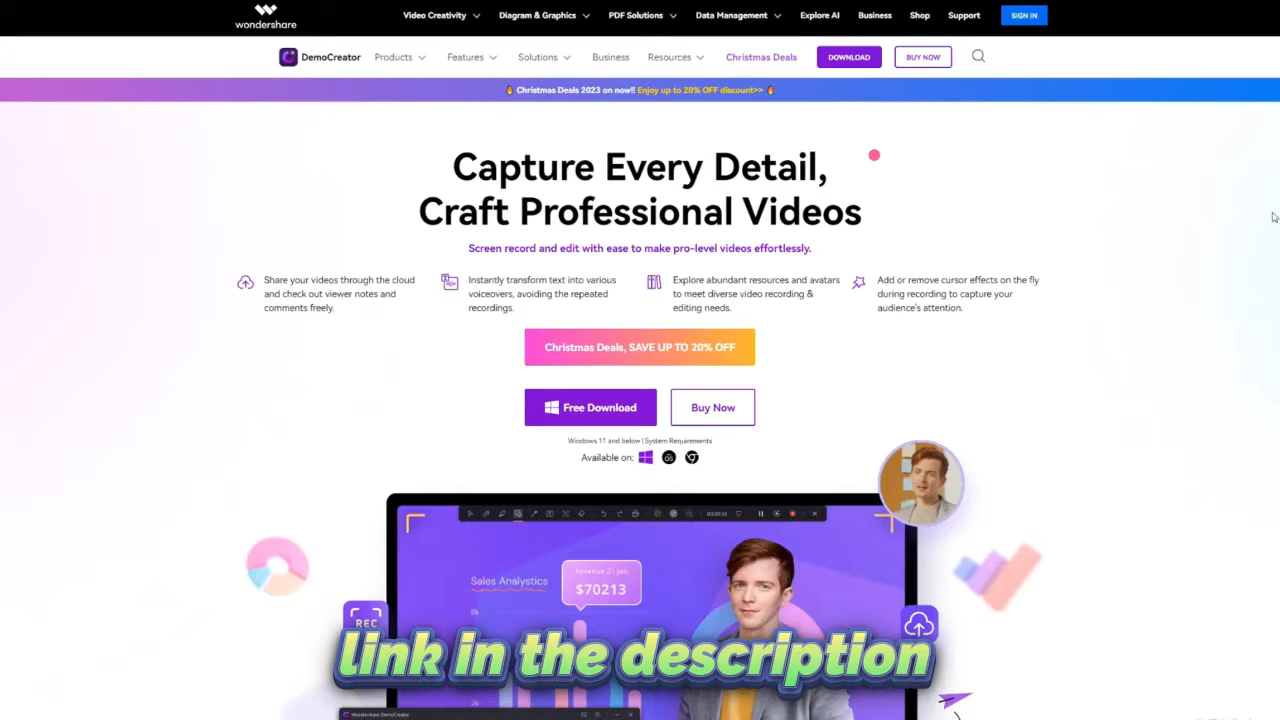 wondershare
Video Creativity
Diagram & Graphics
PDF Solutions
Data Management
Explore AI
Business
Shop
Support
SIGN IN
DemoCreator
Products
Features
Solutions
Business
Resources
Christmas Deals
DOWNLOAD
BUY NOW
Christmas Deals 2023 on now!! Enjoy up to 20% OFF discount>>
Capture Every Detail,
Craft Professional Videos
Screen record and edit with ease to make pro-level videos effortlessly.
Share your videos through the cloud
and check out viewer notes and
comments freely.
Instantly transform text into various
voiceovers, avoiding the repeated
recordings.
Explore abundant resources and avatars
to meet diverse video recording &
editing needs.
Add or remove cursor effects on the fly
during recording to capture your
audience's attention.
Christmas Deals, SAVE UP TO 20% OFF
Free Download
Buy Now
Windows 11 and below | System Requirements
Available on:
Sales Analystics
Revenue 21 Jan
$70213
REC
link in the description
Wondershare DemoCreator